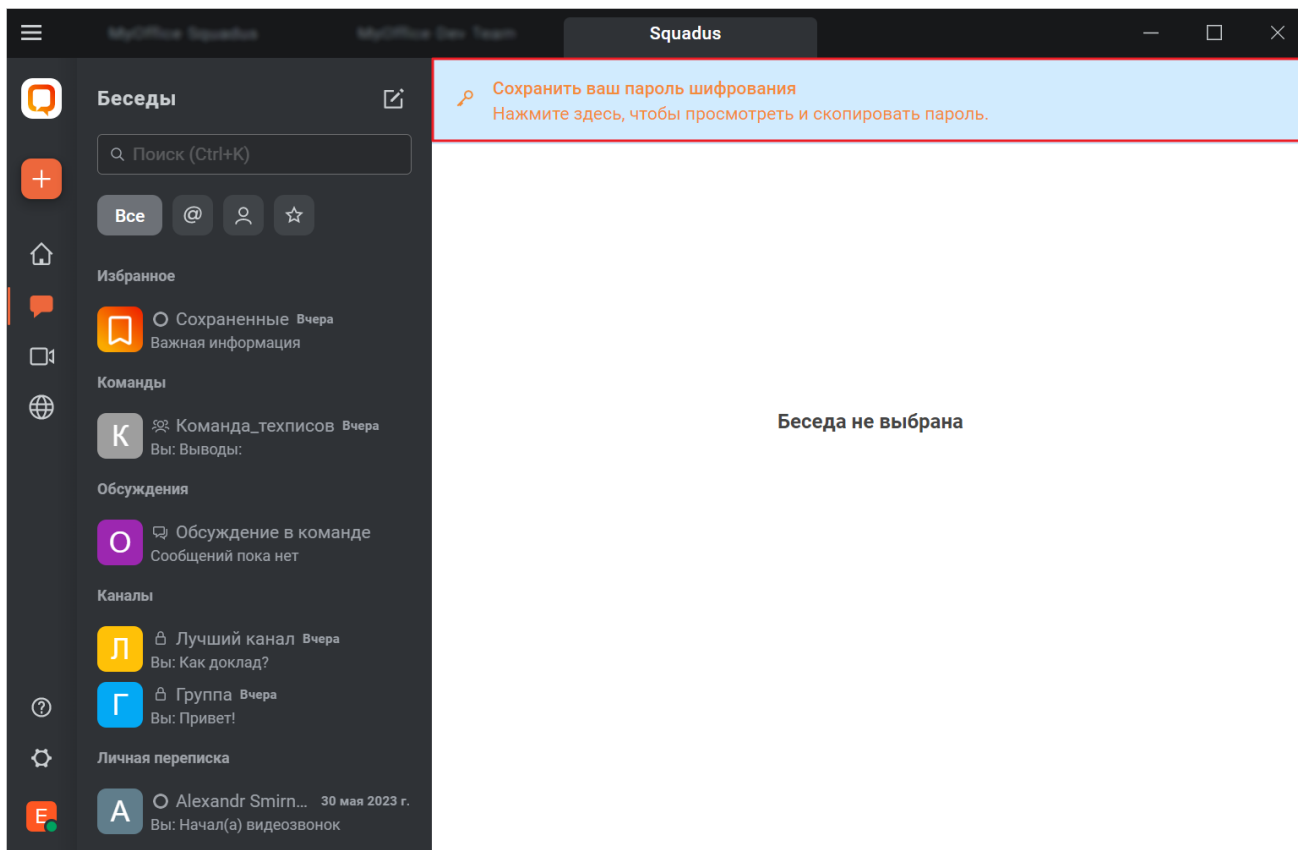 Squadus
Беседы
Сохранить ваш пароль шифрования
Нажмите здесь, чтобы просмотреть и скопировать пароль.
Поиск (Ctrl+K)
Все @
Избранное
Сохраненные Вчера
Важная информация
Команды
К Команда_техписов Вчера
Вы: Выводы:
Обсуждения
О Обсуждение в команде
Сообщений пока нет
Каналы
Л Лучший канал Вчера
Вы: Как доклад?
Г Группа Вчера
Вы: Привет!
Личная переписка
A Alexandr Smirn... 30 мая 2023 г.
Вы: Начал(а) видеозвонок
E
Беседа не выбрана